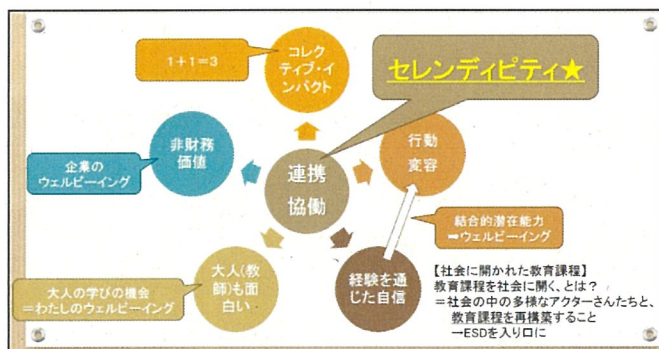 1+1=3
コレク
ティブ・イ
ンパクト
セレンディピティ★
非財務
価値
企業の
ウェルビーイング
連携
協働
行動
変容
結合的潜在能力
➡ウェルビーイング
大人(教
師)も面
白い
大人の学びの機会
=わたしのウェルビーイング
経験を通
じた自信
【社会に開かれた教育課程】
教育課程を社会に開く、とは?
=社会の中の多様なアクターさんたちと、
教育課程を再構築すること
→ESDを入り口に